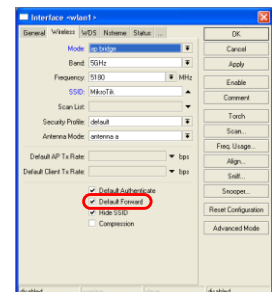 Interface <wlan1>
General Wireless WDS Nstreme Status ...
Mode: ap bridge
Band: 5GHz
Frequency: 5180 MHz
SSID: MikroTik
Scan List:
Security Profile: default
Antenna Mode: antenna a
Default AP Tx Rate: bps
Default Client Tx Rate: bps
Default Authenticate
Default Forward
Hide SSID
Compression
OK
Cancel
Apply
Enable
Comment
Torch
Scan...
Freq. Usage...
Align...
Sniff...
Snooper...
Reset Configuration
Advanced Mode
disabled
disabled